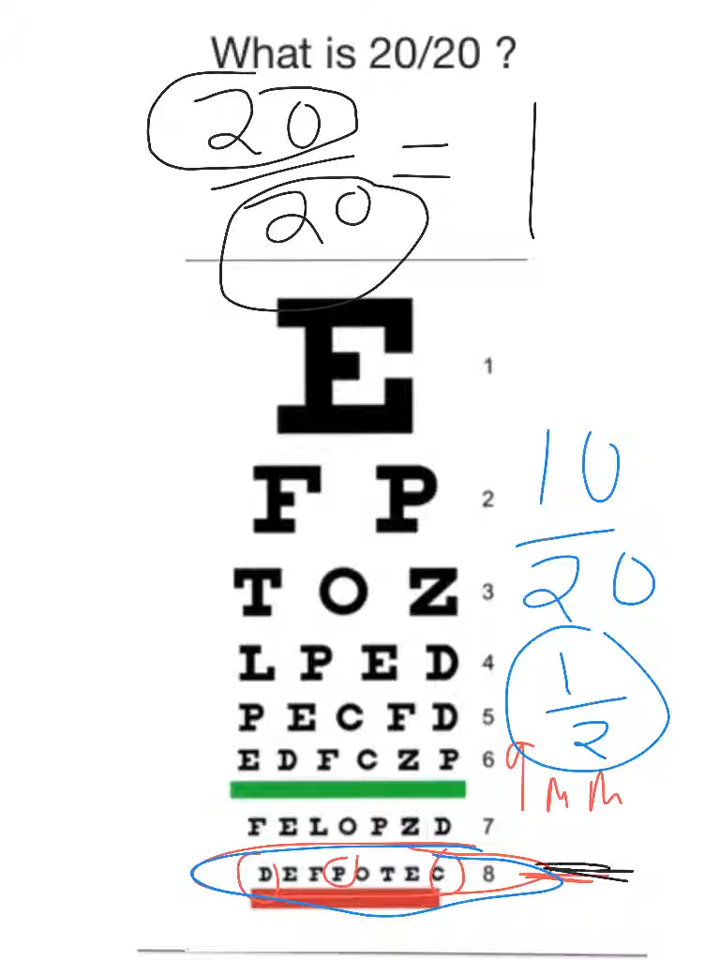 What is 20/20 ?
20
20
= 1
E 1
F P 2
T O Z 3
L P E D 4
P E C F D 5
E D F C Z P 6
F E L O P Z D 7
D E F P O T E C 8
10
20
1
2
9 mm